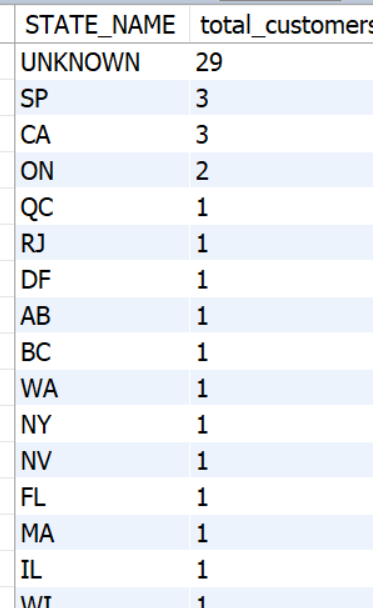 STATE_NAME total_customers
UNKNOWN 29
SP 3
CA 3
ON 2
QC 1
RJ 1
DF 1
AB 1
BC 1
WA 1
NY 1
NV 1
FL 1
MA 1
IL 1
WI 1